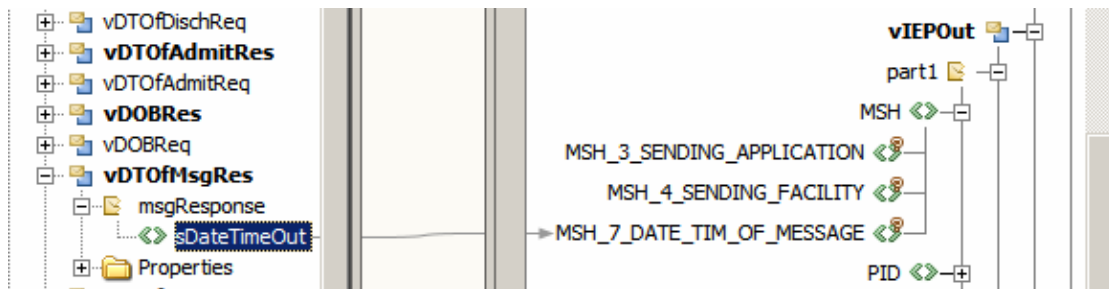 vDTOfDischReq
vDTOfAdmitRes
vDTOfAdmitReq
vDOBRes
vDOBReq
vDTOfMsgRes
msgResponse
sDateTimeOut
Properties
vIEPOut
part1
MSH
MSH_3_SENDING_APPLICATION
MSH_4_SENDING_FACILITY
MSH_7_DATE_TIM_OF_MESSAGE
PID